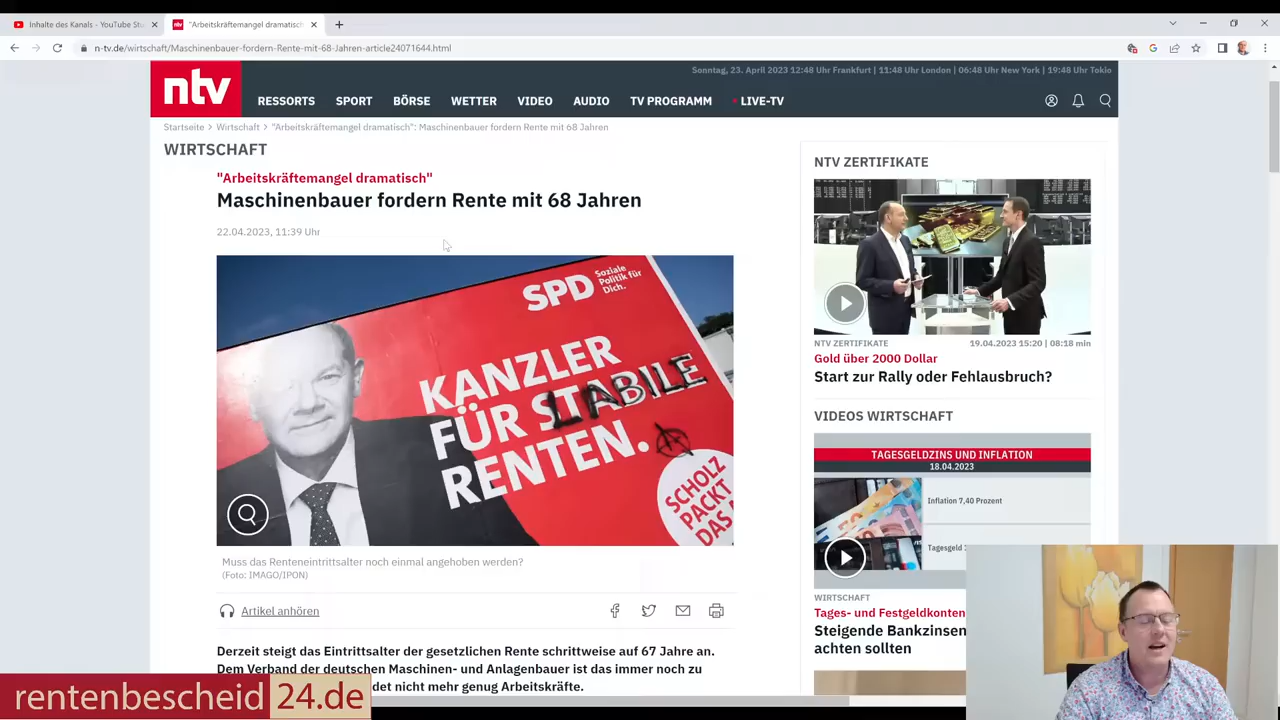 Inhalte des Kanals - YouTube Stu
"Arbeitskräftemangel dramatisch
n-tv.de/wirtschaft/Maschinenbauer-fordern-Rente-mit-68-Jahren-article24071644.html
Sonntag, 23. April 2023 12:48 Uhr Frankfurt | 11:48 Uhr London | 06:48 Uhr New York | 19:48 Uhr Tokio
ntv
RESSORTS SPORT BÖRSE WETTER VIDEO AUDIO TV PROGRAMM LIVE-TV
Startseite > Wirtschaft > "Arbeitskräftemangel dramatisch": Maschinenbauer fordern Rente mit 68 Jahren
WIRTSCHAFT
"Arbeitskräftemangel dramatisch"
Maschinenbauer fordern Rente mit 68 Jahren
22.04.2023, 11:39 Uhr
SPD Soziale
Politik für
Dich.
KANZLER
FÜR STABILE
RENTEN.
SCHOLZ
PACKT
DAS
Muss das Renteneintrittsalter noch einmal angehoben werden?
(Foto: IMAGO/IPON)
Artikel anhören
Derzeit steigt das Eintrittsalter der gesetzlichen Rente schrittweise auf 67 Jahre an.
Dem Verband der deutschen Maschinen- und Anlagenbauer ist das immer noch zu
det nicht mehr genug Arbeitskräfte.
NTV ZERTIFIKATE
NTV ZERTIFIKATE 19.04.2023 15:20 | 08:18 min
Gold über 2000 Dollar
Start zur Rally oder Fehlausbruch?
VIDEOS WIRTSCHAFT
TAGESGELDZINS UND INFLATION
18.04.2023
Inflation 7,40 Prozent
Tagesgeld
WIRTSCHAFT
Tages- und Festgeldkonten
Steigende Bankzinsen
achten sollten
rentenbescheid24.de